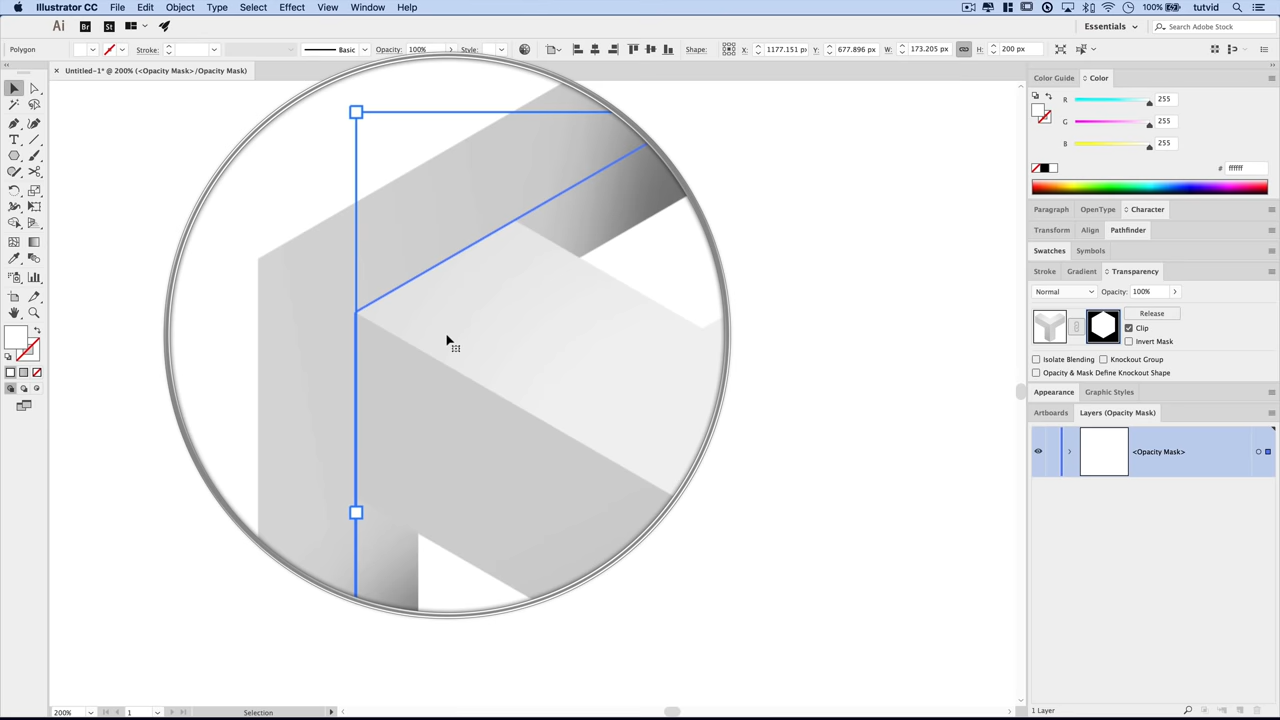 Illustrator CC File Edit Object Type Select Effect View Window Help 100% tutvid
Ai Br St Essentials Search Adobe Stock
Polygon Stroke: Basic Opacity: 100% Style: Shape: X: 1177.151 px Y: 677.896 px W: 173.205 px H: 200 px
× Untitled-1* @ 200% (<Opacity Mask>/Opacity Mask)
Color Guide Color
R 255
G 255
B 255
# ffffff
Paragraph OpenType Character
Transform Align Pathfinder
Swatches Symbols
Stroke Gradient Transparency
Normal Opacity: 100%
Release
Clip
Invert Mask
Isolate Blending Knockout Group
Opacity & Mask Define Knockout Shape
Appearance Graphic Styles
Artboards Layers (Opacity Mask)
<Opacity Mask>
200% 1 Selection
1 Layer